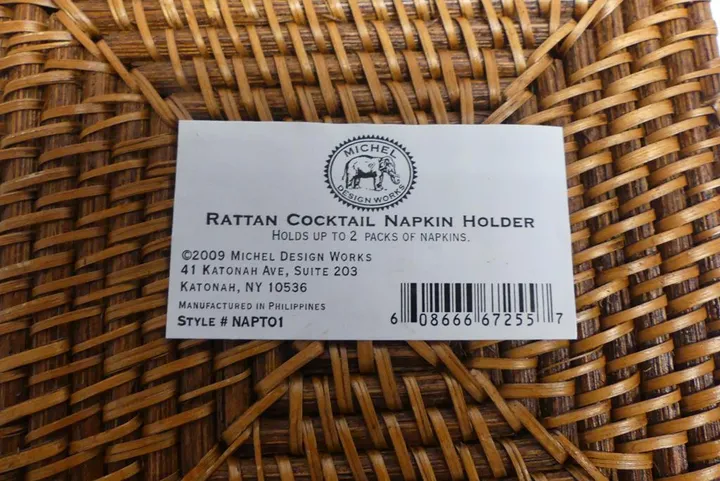 MICHEL
DESIGN WORKS
RATTAN COCKTAIL NAPKIN HOLDER
HOLDS UP TO 2 PACKS OF NAPKINS.
©2009 MICHEL DESIGN WORKS
41 KATONAH AVE, SUITE 203
KATONAH, NY 10536
MANUFACTURED IN PHILIPPINES
STYLE # NAPT01
6 08666 67255 7